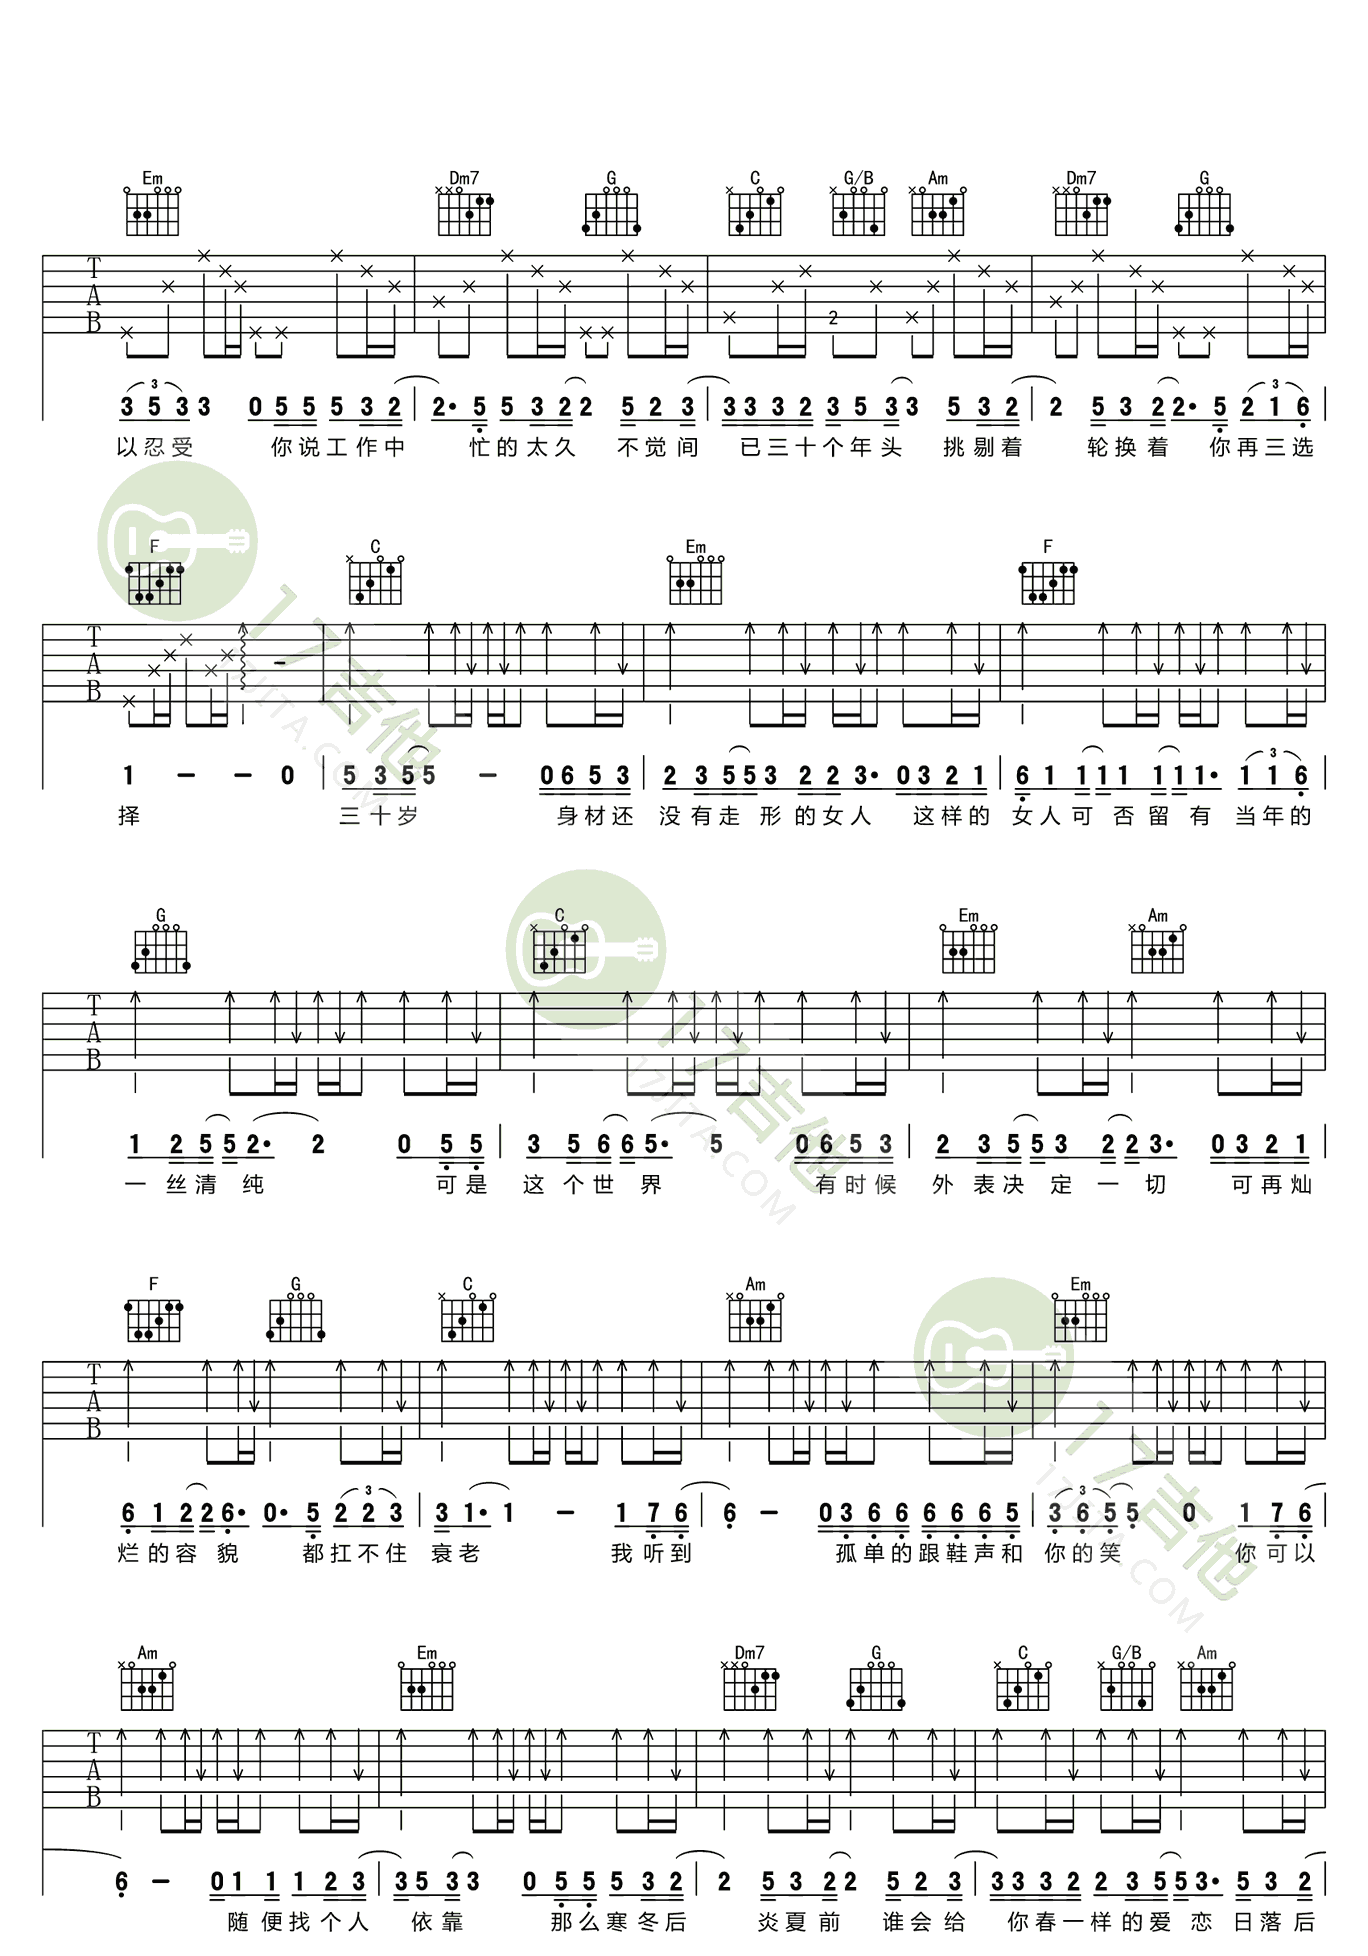 Em Dm7 G C G/B Am Dm7 G
T A B 2
3 5 3 3 0 5 5 5 3 2 2· 5 5 3 2 2 5 2 3 3 3 3 2 3 5 3 3 5 3 2 2 5 3 2 2· 5 2 1 6
以忍受 你说工作中 忙的太久 不觉间 已三十个年头 挑剔着 轮换着 你再三选
F C Em F
T A B
1 - - 0 5 3 5 5 - 0 6 5 3 2 3 5 5 3 2 2 3· 0 3 2 1 6 1 1 1 1 1 1 1· 1 1 6
择 三十岁 身材还 没有走形的女人 这样的 女人可否留有 当年的
G C Em Am
T A B
1 2 5 5 2· 2 0 5 5 3 5 6 6 5· 5 0 6 5 3 2 3 5 5 3 2 2 3· 0 3 2 1
一丝清纯 可是 这个世界 有时候 外表决定一切 可再灿
F G C Am Em
T A B
6 1 2 2 6· 0· 5 2 2 3 3 1· 1 - 1 7 6 6 - 0 3 6 6 6 6 6 5 3 6 5 5 0 1 7 6
烂的容貌 都扛不住 衰老 我听到 孤单的跟鞋声和 你的笑 你可以
Am Em Dm7 G C G/B Am
T A B
6 - 0 1 1 1 2 3 3 5 3 3 0 5 5 5 3 2 2 5 3 2 2 5 2 3 3 3 3 2 2 3 5 5 3· 5 3 2
随便找个人 依靠 那么寒冬后 炎夏前 谁会给 你春一样的爱恋 日落后
17吉他
17JITA.COM
17吉他
17JITA.COM
17吉他
17JITA.COM